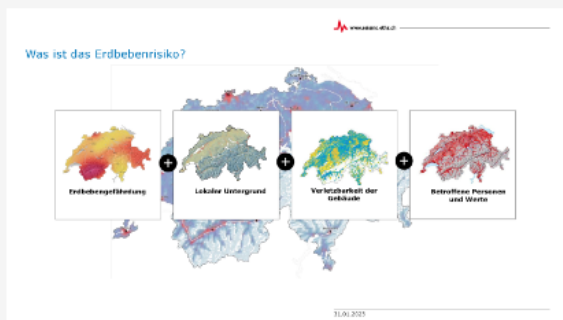 www.seismo.ethz.ch
Was ist das Erdbebenrisiko?
Erdbebengefährdung
Lokaler Untergrund
Verletzbarkeit der
Gebäude
Betroffene Personen
und Werte
31.01.2025